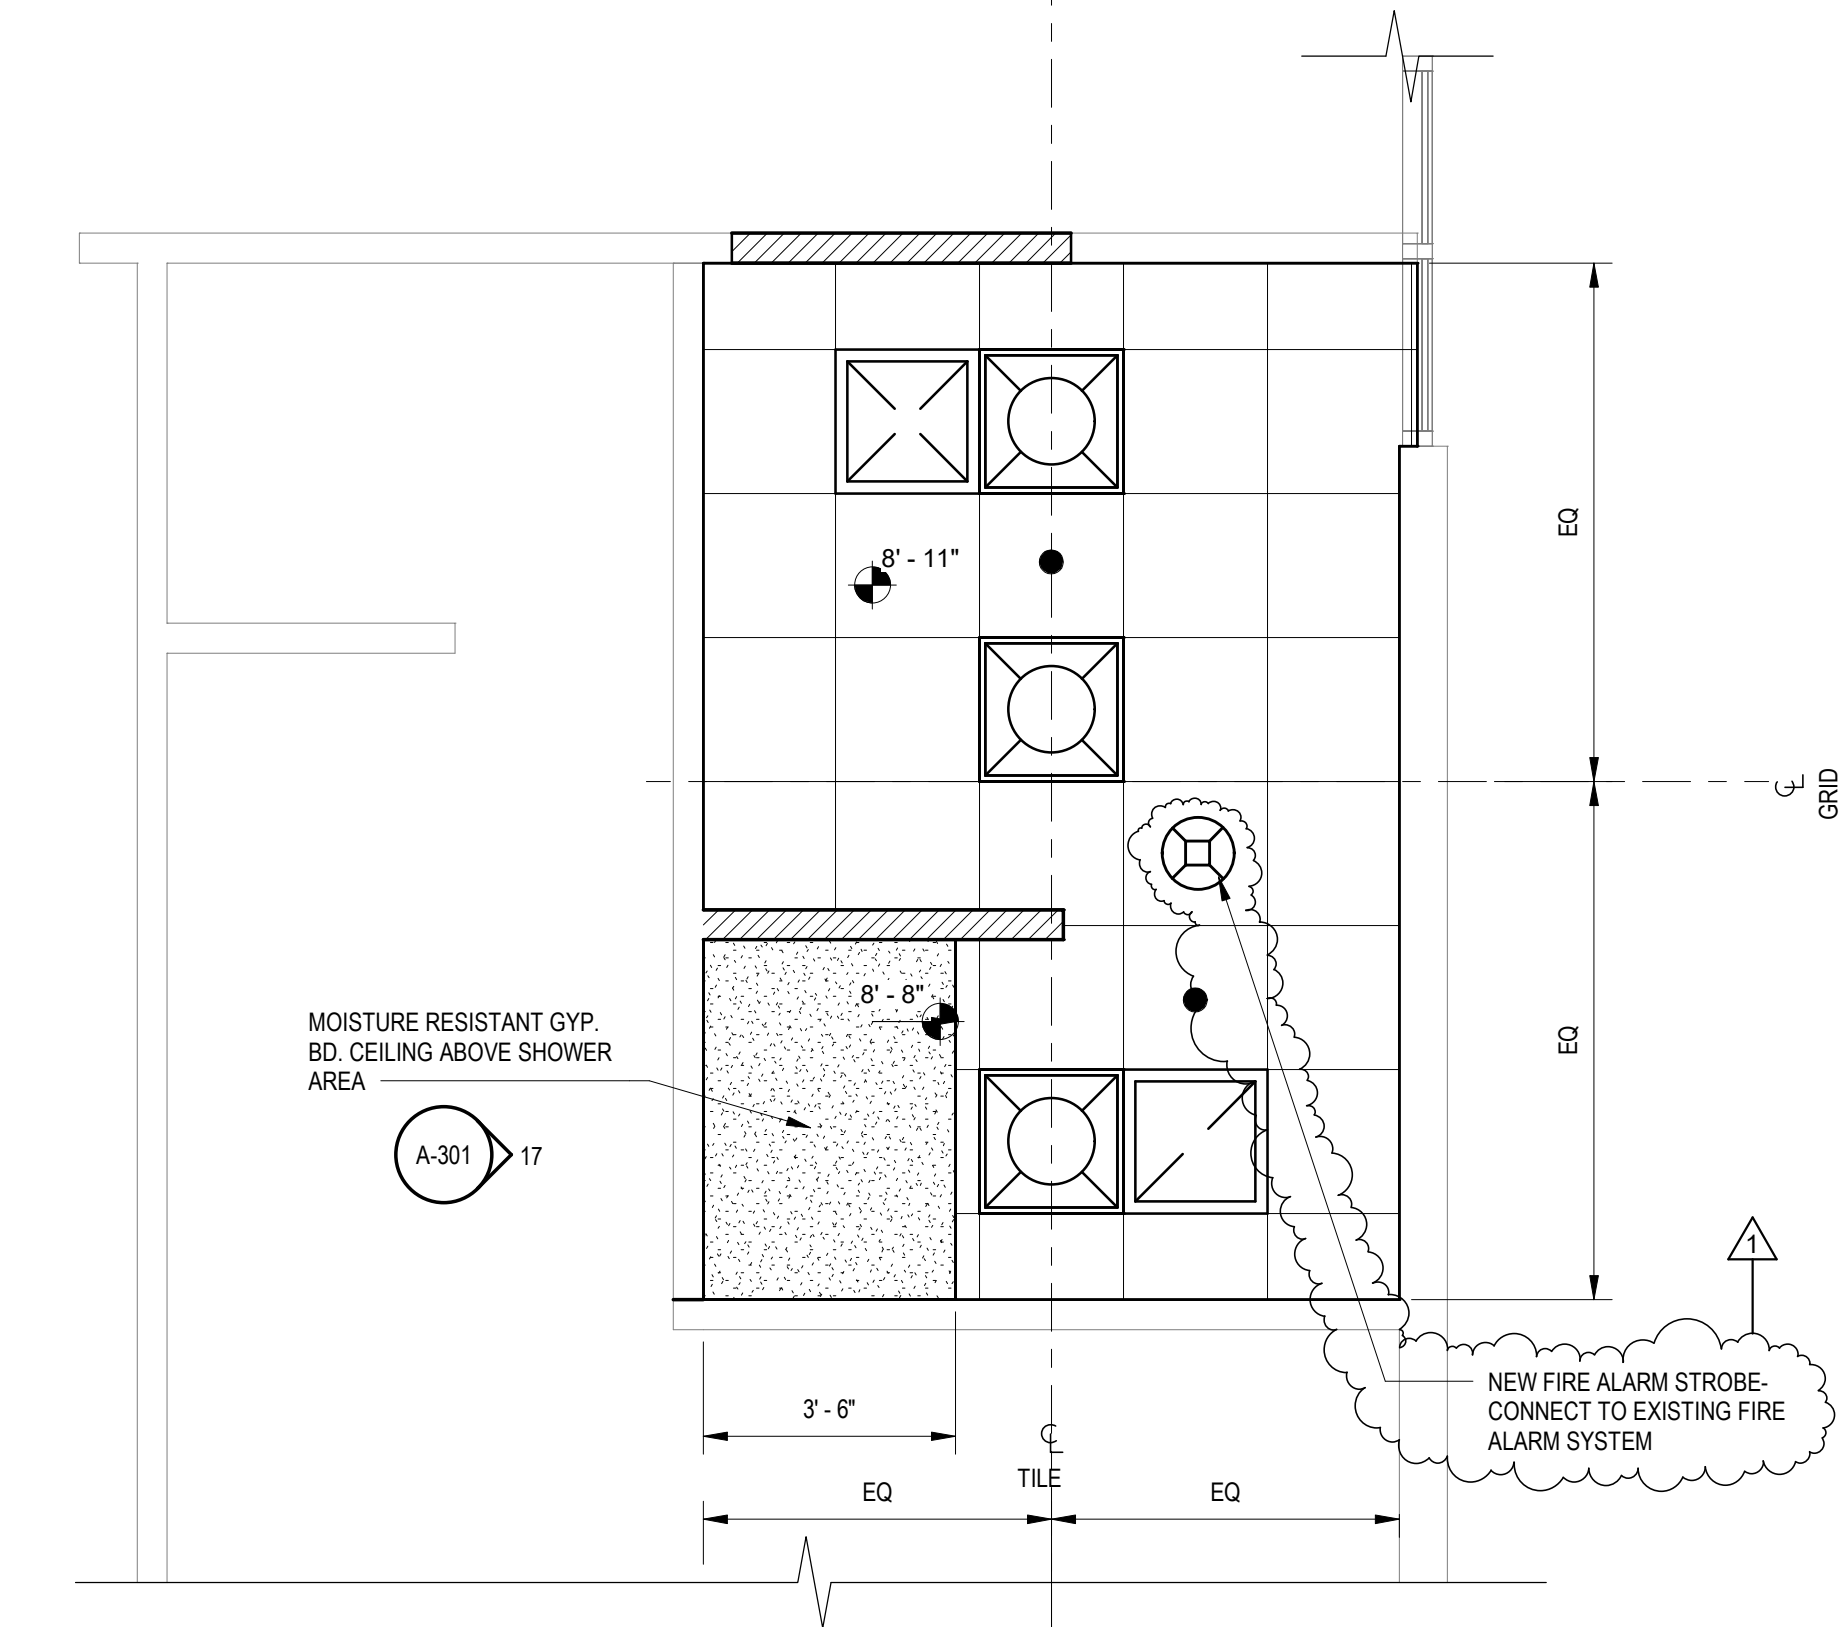 EQ
8' - 11"
GRID
8' - 8"
EQ
MOISTURE RESISTANT GYP.
BD. CEILING ABOVE SHOWER
AREA
A-301
17
1
NEW FIRE ALARM STROBE-
CONNECT TO EXISTING FIRE
ALARM SYSTEM
3' - 6"
TILE
EQ
EQ